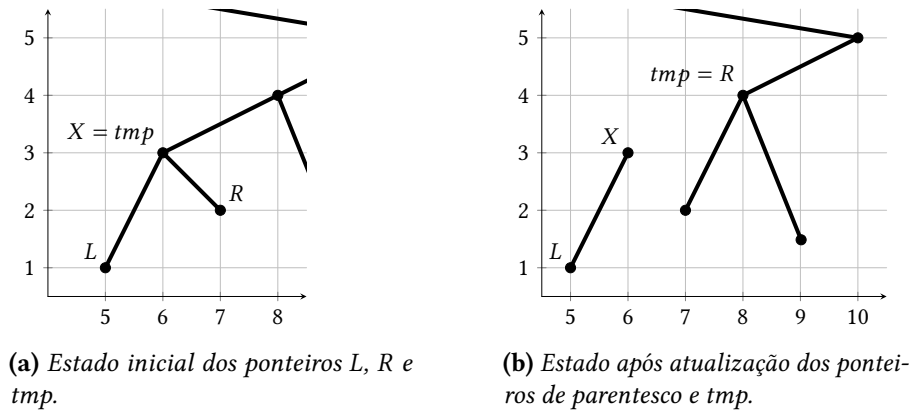 5
4
3
2
1
X = tmp
R
L
5 6 7 8
(a) Estado inicial dos ponteiros L, R e
tmp.
5
4
3
2
1
tmp = R
X
L
5 6 7 8 9 10
(b) Estado após atualização dos pontei-
ros de parentesco e tmp.